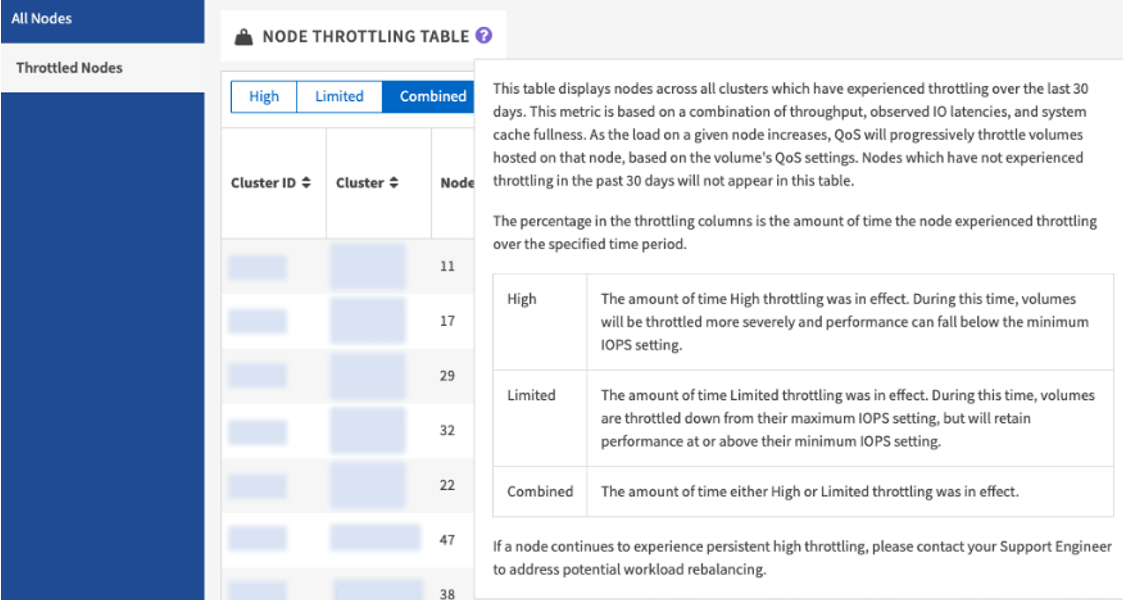 All Nodes
Throttled Nodes
NODE THROTTLING TABLE ?
High Limited Combined
Cluster ID Cluster Node
11
17
29
32
22
47
38
This table displays nodes across all clusters which have experienced throttling over the last 30
days. This metric is based on a combination of throughput, observed IO latencies, and system
cache fullness. As the load on a given node increases, QoS will progressively throttle volumes
hosted on that node, based on the volume's QoS settings. Nodes which have not experienced
throttling in the past 30 days will not appear in this table.
The percentage in the throttling columns is the amount of time the node experienced throttling
over the specified time period.
High The amount of time High throttling was in effect. During this time, volumes
will be throttled more severely and performance can fall below the minimum
IOPS setting.
Limited The amount of time Limited throttling was in effect. During this time, volumes
are throttled down from their maximum IOPS setting, but will retain
performance at or above their minimum IOPS setting.
Combined The amount of time either High or Limited throttling was in effect.
If a node continues to experience persistent high throttling, please contact your Support Engineer
to address potential workload rebalancing.